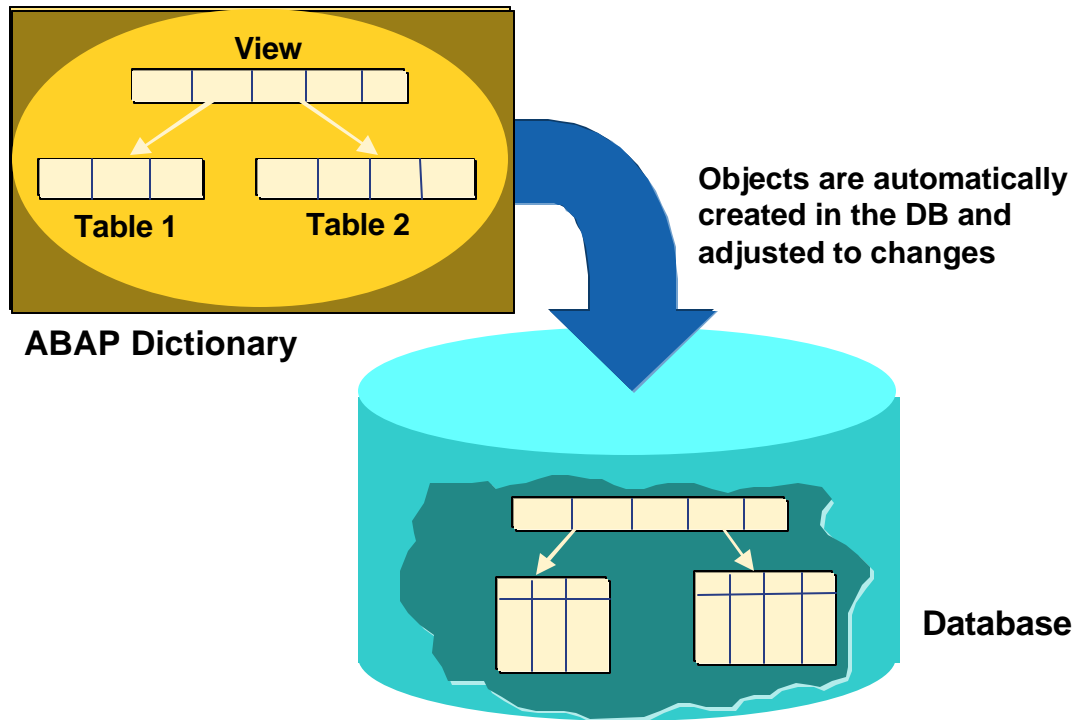 View
Table 1
Table 2
ABAP Dictionary
Objects are automatically
created in the DB and
adjusted to changes
Database